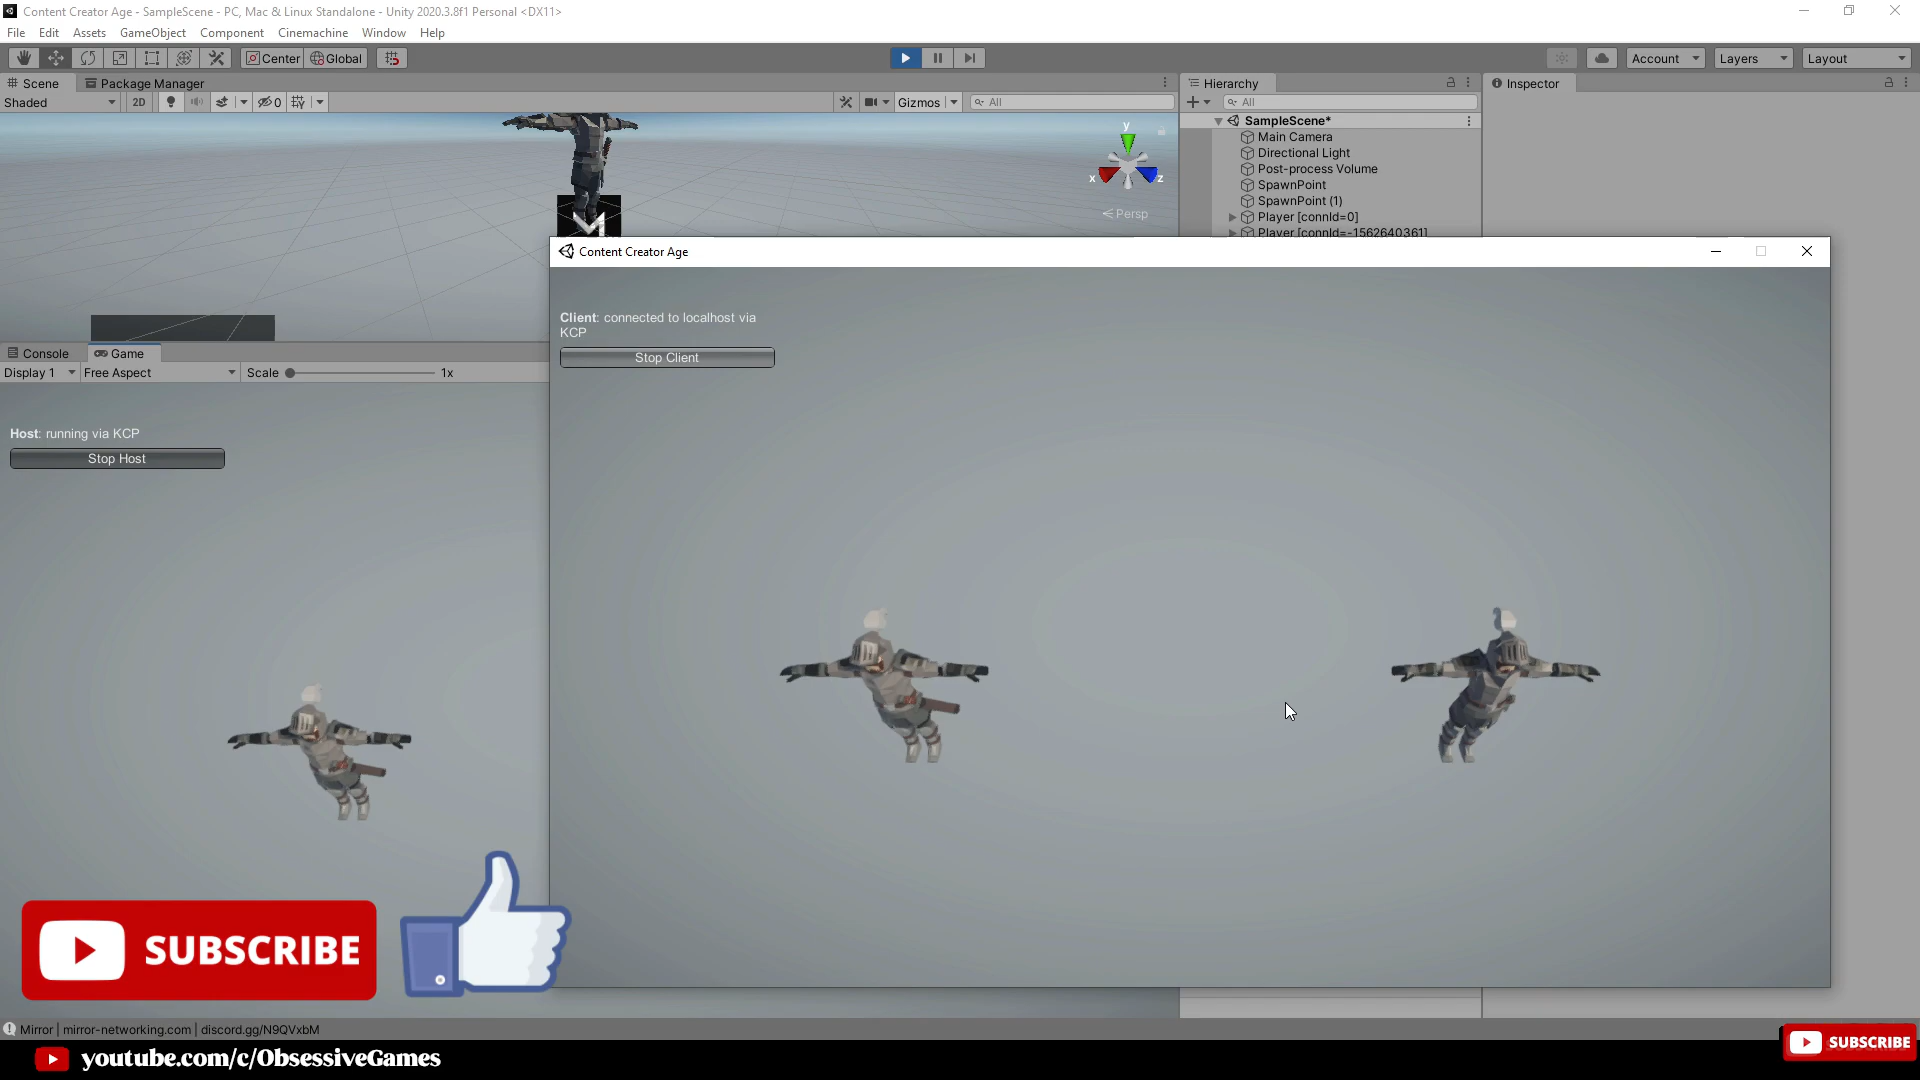 Content Creator Age - SampleScene - PC, Mac & Linux Standalone - Unity 2020.3.8f1 Personal <DX11>
File Edit Assets GameObject Component Cinemachine Window Help
Center Global Account Layers Layout
Scene Package Manager
Shaded 2D 0 Gizmos All
Hierarchy
All
Inspector
SampleScene*
Main Camera
Directional Light
Post-process Volume
SpawnPoint
SpawnPoint (1)
Player [connId=0]
Player [connId=-1562640361]
y
x z
Persp
Content Creator Age
Client: connected to localhost via
KCP
Stop Client
Console Game
Display 1 Free Aspect Scale 1x
Host: running via KCP
Stop Host
SUBSCRIBE
Mirror | mirror-networking.com | discord.gg/N9QVxbM
youtube.com/c/ObsessiveGames
SUBSCRIBE